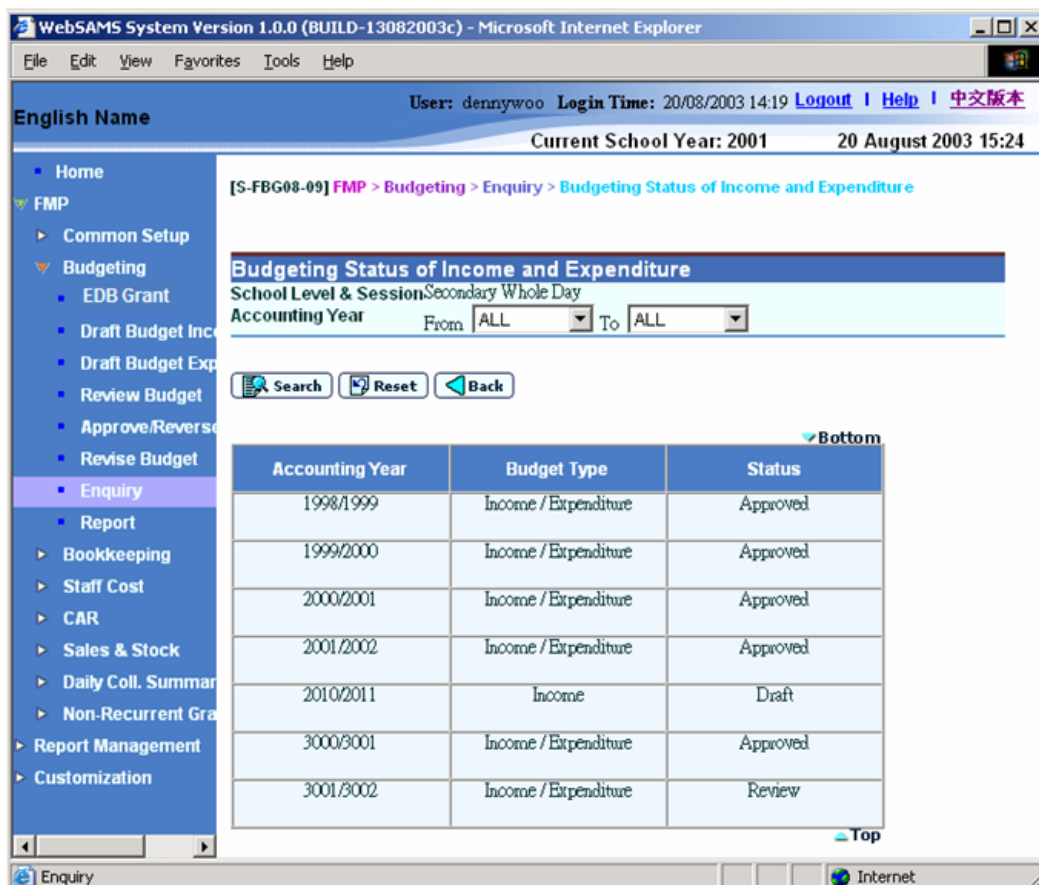 WebSAMS System Version 1.0.0 (BUILD-13082003c) - Microsoft Internet Explorer
File Edit View Favorites Tools Help
English Name
User: dennywoo Login Time: 20/08/2003 14:19 Logout | Help | 中文版本
Current School Year: 2001 20 August 2003 15:24
Home
FMP
Common Setup
Budgeting
EDB Grant
Draft Budget Inco
Draft Budget Exp
Review Budget
Approve/Reverse
Revise Budget
Enquiry
Report
Bookkeeping
Staff Cost
CAR
Sales & Stock
Daily Coll. Summar
Non-Recurrent Gra
Report Management
Customization
[S-FBG08-09] FMP > Budgeting > Enquiry > Budgeting Status of Income and Expenditure
Budgeting Status of Income and Expenditure
School Level & Session Secondary Whole Day
Accounting Year From ALL To ALL
Search Reset Back
Bottom
Accounting Year Budget Type Status
1998/1999 Income / Expenditure Approved
1999/2000 Income / Expenditure Approved
2000/2001 Income / Expenditure Approved
2001/2002 Income / Expenditure Approved
2010/2011 Income Draft
3000/3001 Income / Expenditure Approved
3001/3002 Income / Expenditure Review
Top
Enquiry Internet